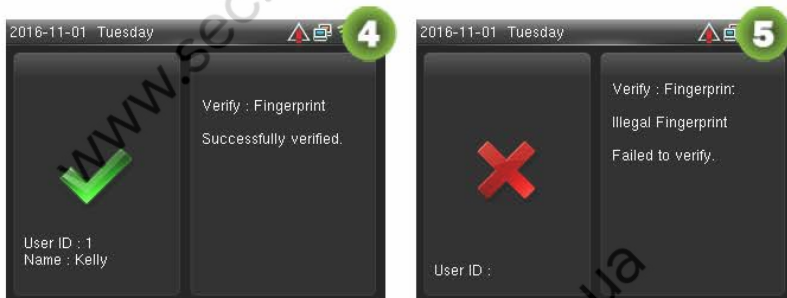 2016-11-01 Tuesday
4
Verify : Fingerprint
Successfully verified.
User ID : 1
Name : Kelly
2016-11-01 Tuesday
5
Verify : Fingerprin
Illegal Fingerprint
Failed to verify.
User ID :
www.sec
ua